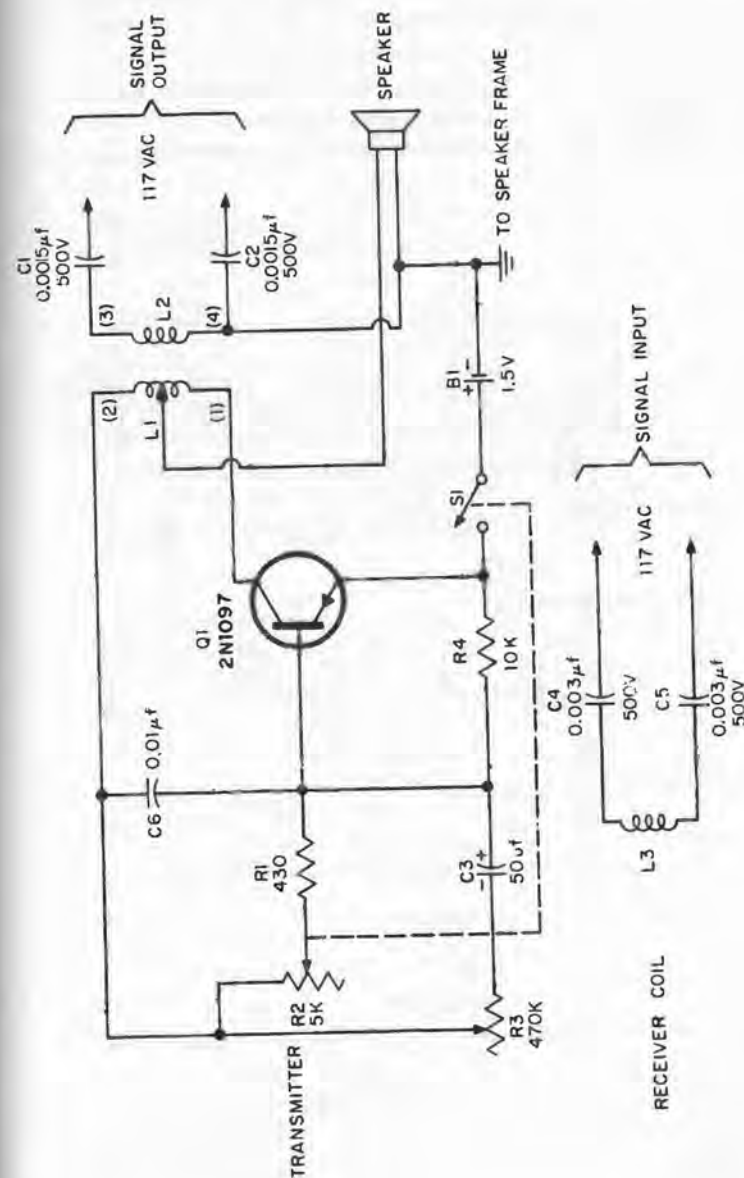 SIGNAL
OUTPUT
117 VAC
C1
0.0015µf
500V
(3)
L2
(4)
C2
0.0015µf
500V
SPEAKER
TO SPEAKER FRAME
(2)
L1
(1)
B1
+ -
1.5V
S1
Q1
2N1097
R4
10K
C6
0.01µf
R1
430
C3
- +
50uf
R2
5K
R3
470K
TRANSMITTER
SIGNAL INPUT
117 VAC
C4
0.003µf
500V
C5
0.003µf
500V
L3
RECEIVER COIL